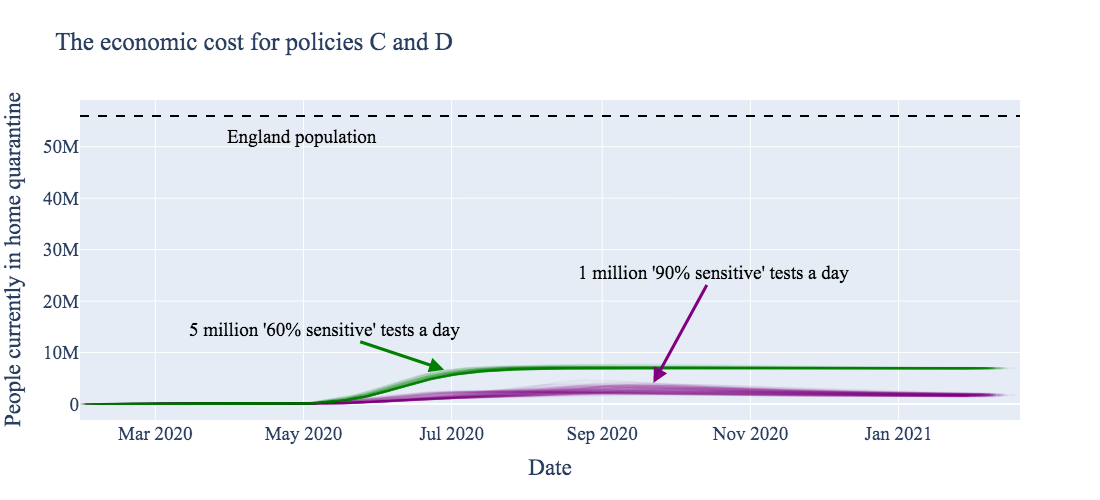 The economic cost for policies C and D
People currently in home quarantine
50M
40M
30M
20M
10M
0
England population
1 million '90% sensitive' tests a day
5 million '60% sensitive' tests a day
Mar 2020 May 2020 Jul 2020 Sep 2020 Nov 2020 Jan 2021
Date